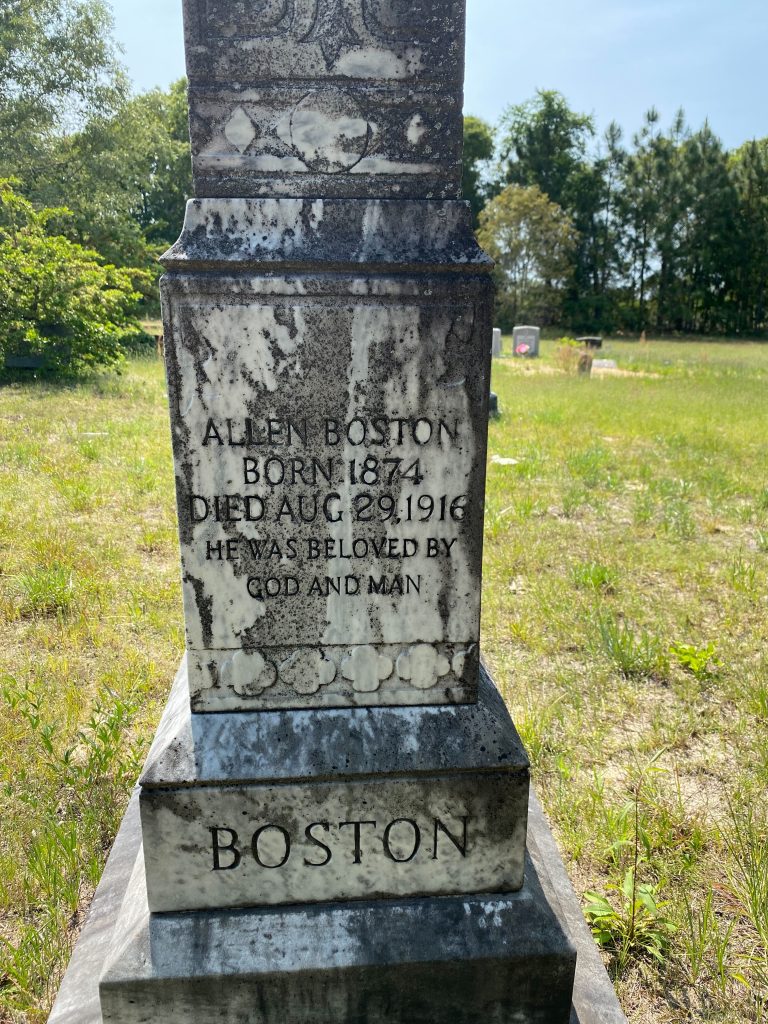 ALLEN BOSTON
BORN 1874
DIED AUG 29, 1916
HE WAS BELOVED BY
GOD AND MAN
BOSTON